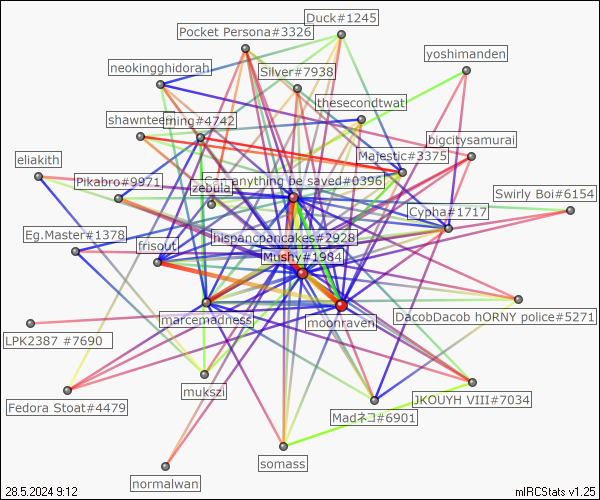 Duck#1245
Pocket Persona#3326
yoshimanden
neokingghidorah
Silver#7938
thesecondtwat
shawntee
ming#4742
bigcitysamurai
Majestic#3375
eliakith
Pikabro#9971
zebula
Can anything be said#0396
Swirly Boi#6154
Cypha#1717
Eg.Master#1378
frisout
hispancpancakes#2928
Mushy#1984
marcemadness
moonraven
DacobDacob hORNY police#5271
LPK2387 #7690
mukszi
Fedora Stoat#4479
Madネコ#6901
JKOUYH VIII#7034
somass
normalwan
28.5.2024 9:12
mIRCStats v1.25